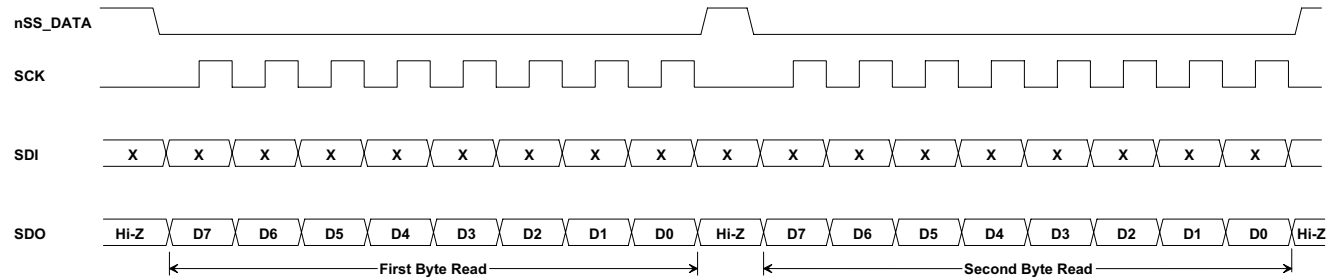 nSS_DATA
SCK
SDI X X X X X X X X X X X X X X X X X X
SDO Hi-Z D7 D6 D5 D4 D3 D2 D1 D0 Hi-Z D7 D6 D5 D4 D3 D2 D1 D0 Hi-Z
First Byte Read Second Byte Read